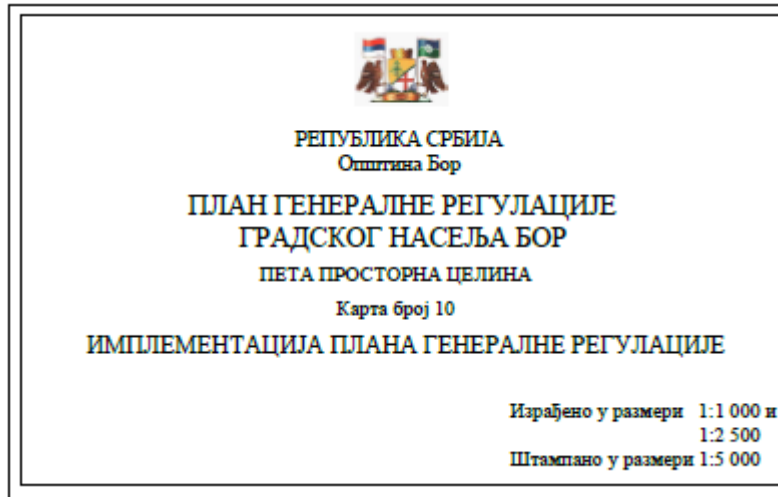 РЕПУБЛИКА СРБИЈА
Општина Бор
ПЛАН ГЕНЕРАЛНЕ РЕГУЛАЦИЈЕ
ГРАДСКОГ НАСЕЉА БОР
ПЕТА ПРОСТОРНА ЦЕЛИНА
Карта број 10
ИМПЛЕМЕНТАЦИЈА ПЛАНА ГЕНЕРАЛНЕ РЕГУЛАЦИЈЕ
Израђено у размери 1:1 000 и
1:2 500
Штампано у размери 1:5 000